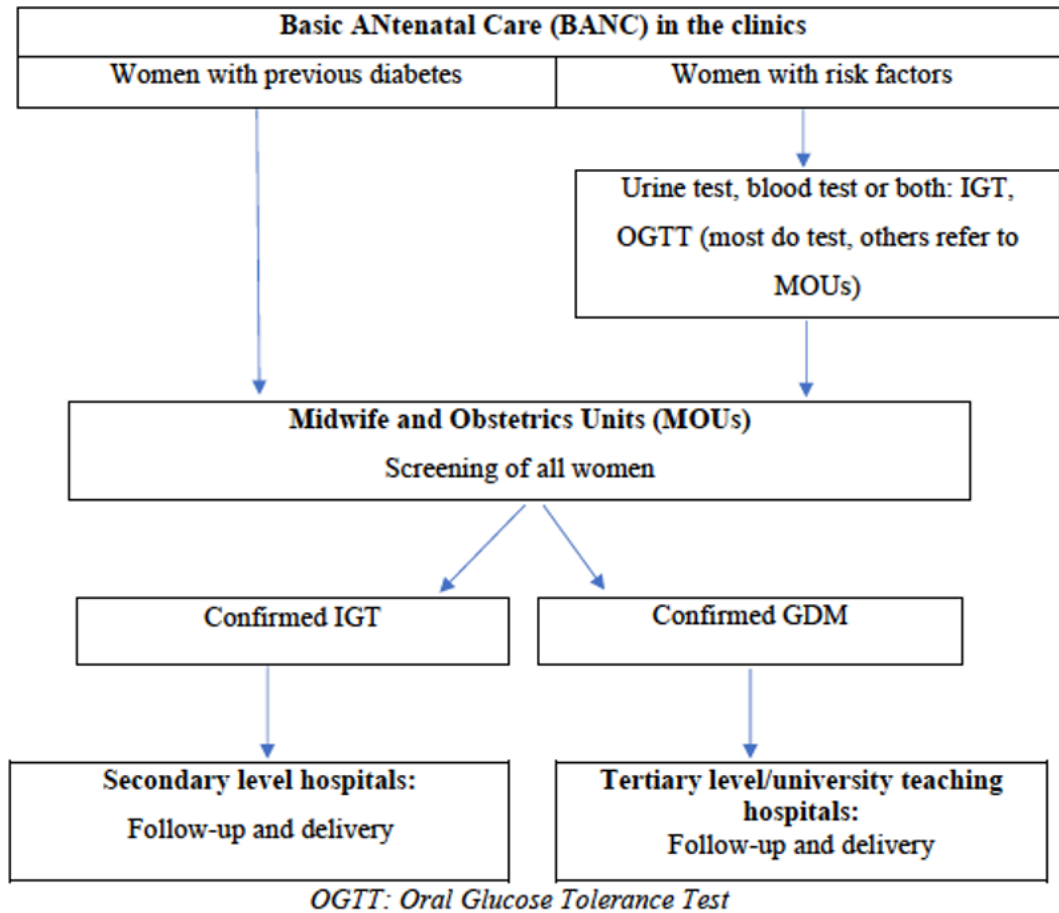 Basic ANtenatal Care (BANC) in the clinics
Women with previous diabetes
Women with risk factors
Urine test, blood test or both: IGT,
OGTT (most do test, others refer to
MOUs)
Midwife and Obstetrics Units (MOUs)
Screening of all women
Confirmed IGT
Confirmed GDM
Secondary level hospitals:
Follow-up and delivery
Tertiary level/university teaching
hospitals:
Follow-up and delivery
OGTT: Oral Glucose Tolerance Test